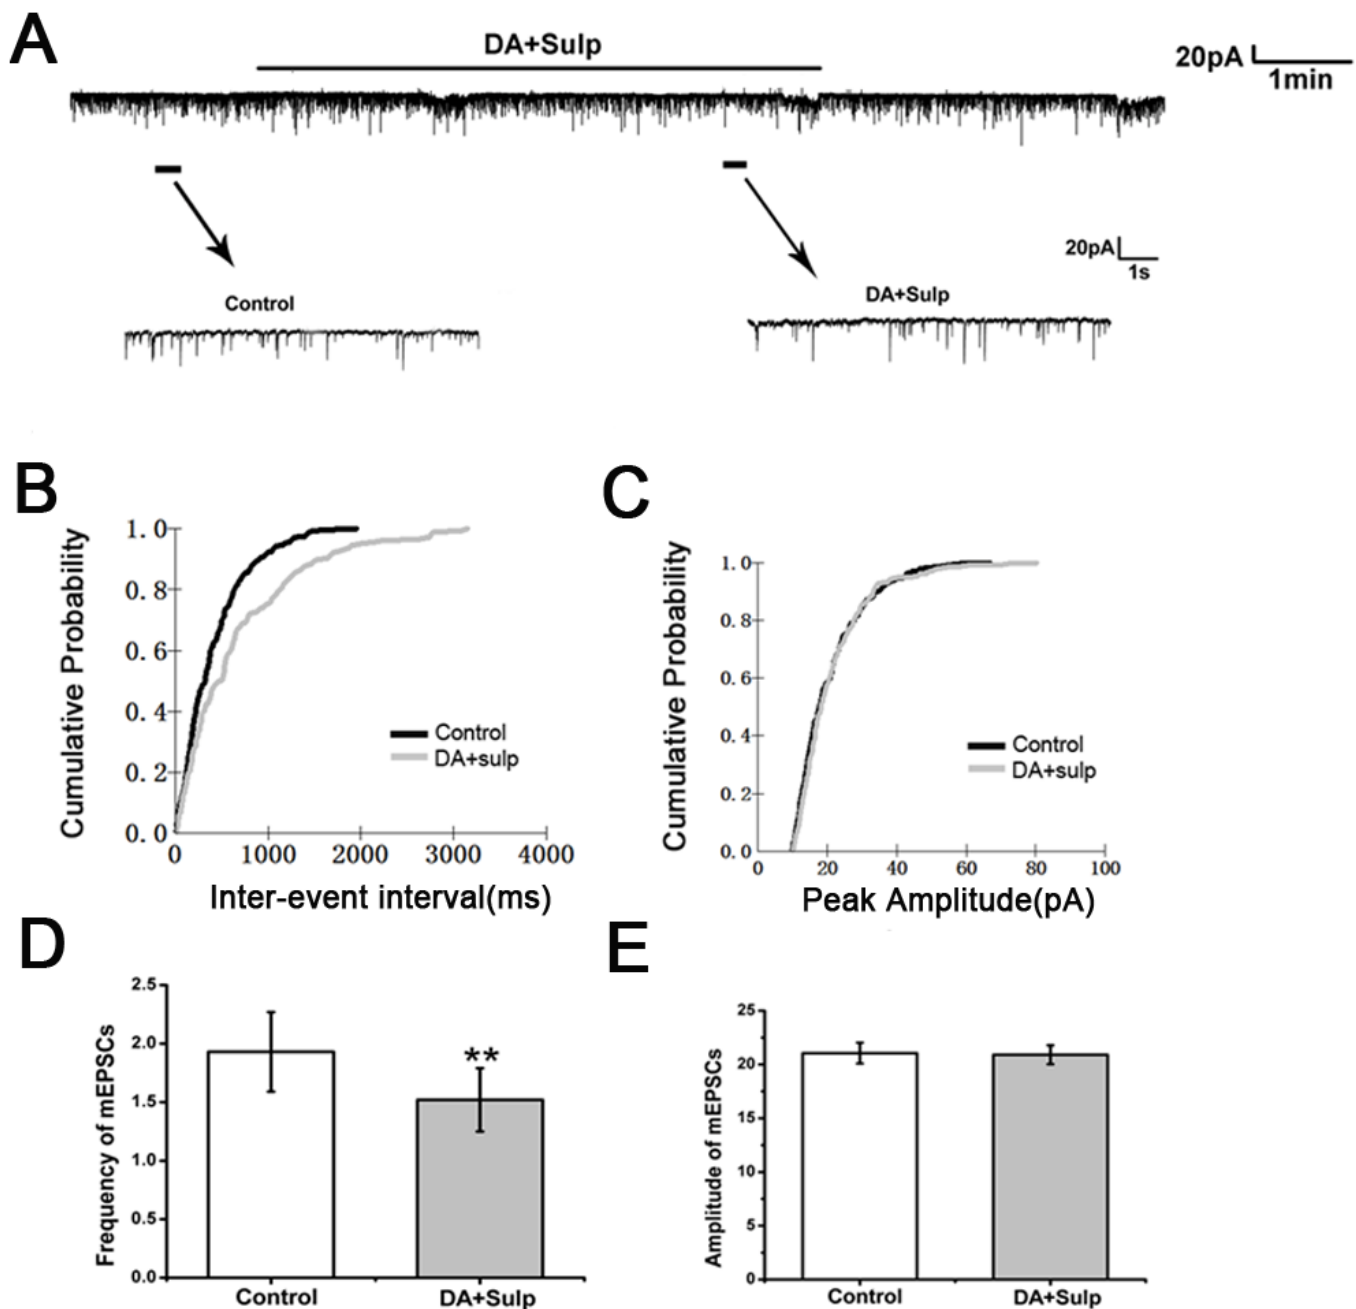 A
DA+Sulp
20pA
1min
20pA
1s
Control
DA+Sulp
B
Cumulative Probability
1.0
0.8
0.6
0.4
0.2
0.0
0 1000 2000 3000 4000
Inter-event interval(ms)
Control
DA+sulp
C
Cumulative Probability
1.0
0.8
0.6
0.4
0.2
0.0
0 20 40 60 80 100
Peak Amplitude(pA)
Control
DA+sulp
D
Frequency of mEPSCs
2.5
2.0
1.5
1.0
0.5
0.0
**
Control DA+Sulp
E
Amplitude of mEPSCs
25
20
15
10
5
0
Control DA+Sulp